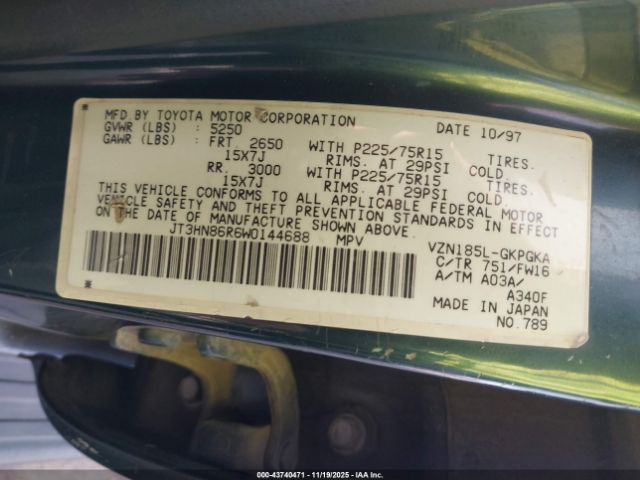 MFD BY TOYOTA MOTOR CORPORATION DATE 10/97
GVWR (LBS) : 5250
GAWR (LBS) : FRT 2650 WITH P225/75R15 TIRES.
15X7J RIMS. AT 29PSI COLD.
RR. 3000 WITH P225/75R15 TIRES.
15X7J RIMS. AT 29PSI COLD.
THIS VEHICLE CONFORMS TO ALL APPLICABLE FEDERAL MOTOR
VEHICLE SAFETY AND THEFT PREVENTION STANDARDS IN EFFECT
ON THE DATE OF MANUFACTURE SHOWN ABOVE.
JT3HN86R6W0144688 MPV
VZN185L-GKPGKA
C/TR 751/FW16
A/TM A03A/
A340F
MADE IN JAPAN
NO.789
© - 43740471 - 11/19/2025 - IAAI, INC.